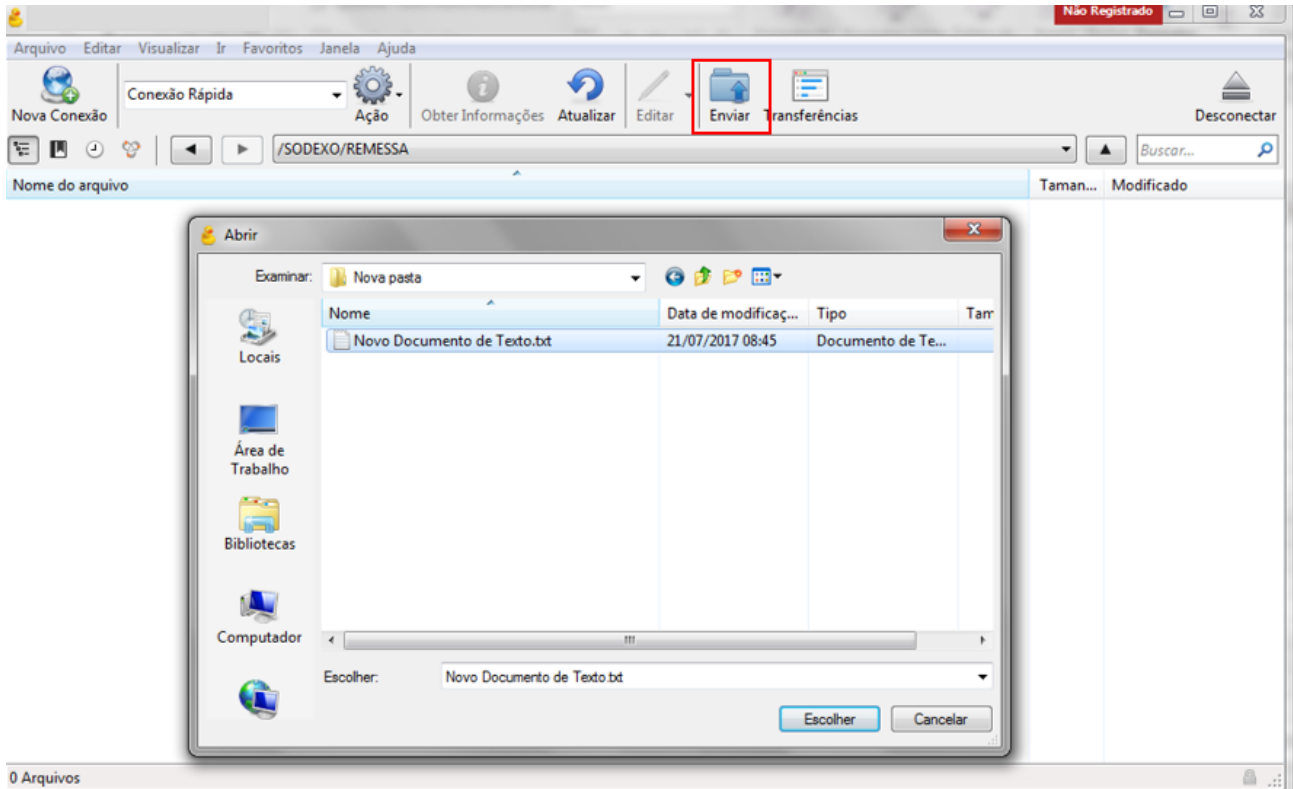 Não Registrado
Arquivo Editar Visualizar Ir Favoritos Janela Ajuda
Nova Conexão
Conexão Rápida
Ação
Obter Informações
Atualizar
Editar
Enviar
Transferências
Desconectar
/SODEXO/REMESSA
Buscar...
Nome do arquivo Taman... Modificado
Abrir
Examinar: Nova pasta
Nome Data de modificaç... Tipo Tam
Novo Documento de Texto.txt 21/07/2017 08:45 Documento de Te...
Locais
Área de
Trabalho
Bibliotecas
Computador
Escolher: Novo Documento de Texto.txt
Escolher Cancelar
0 Arquivos